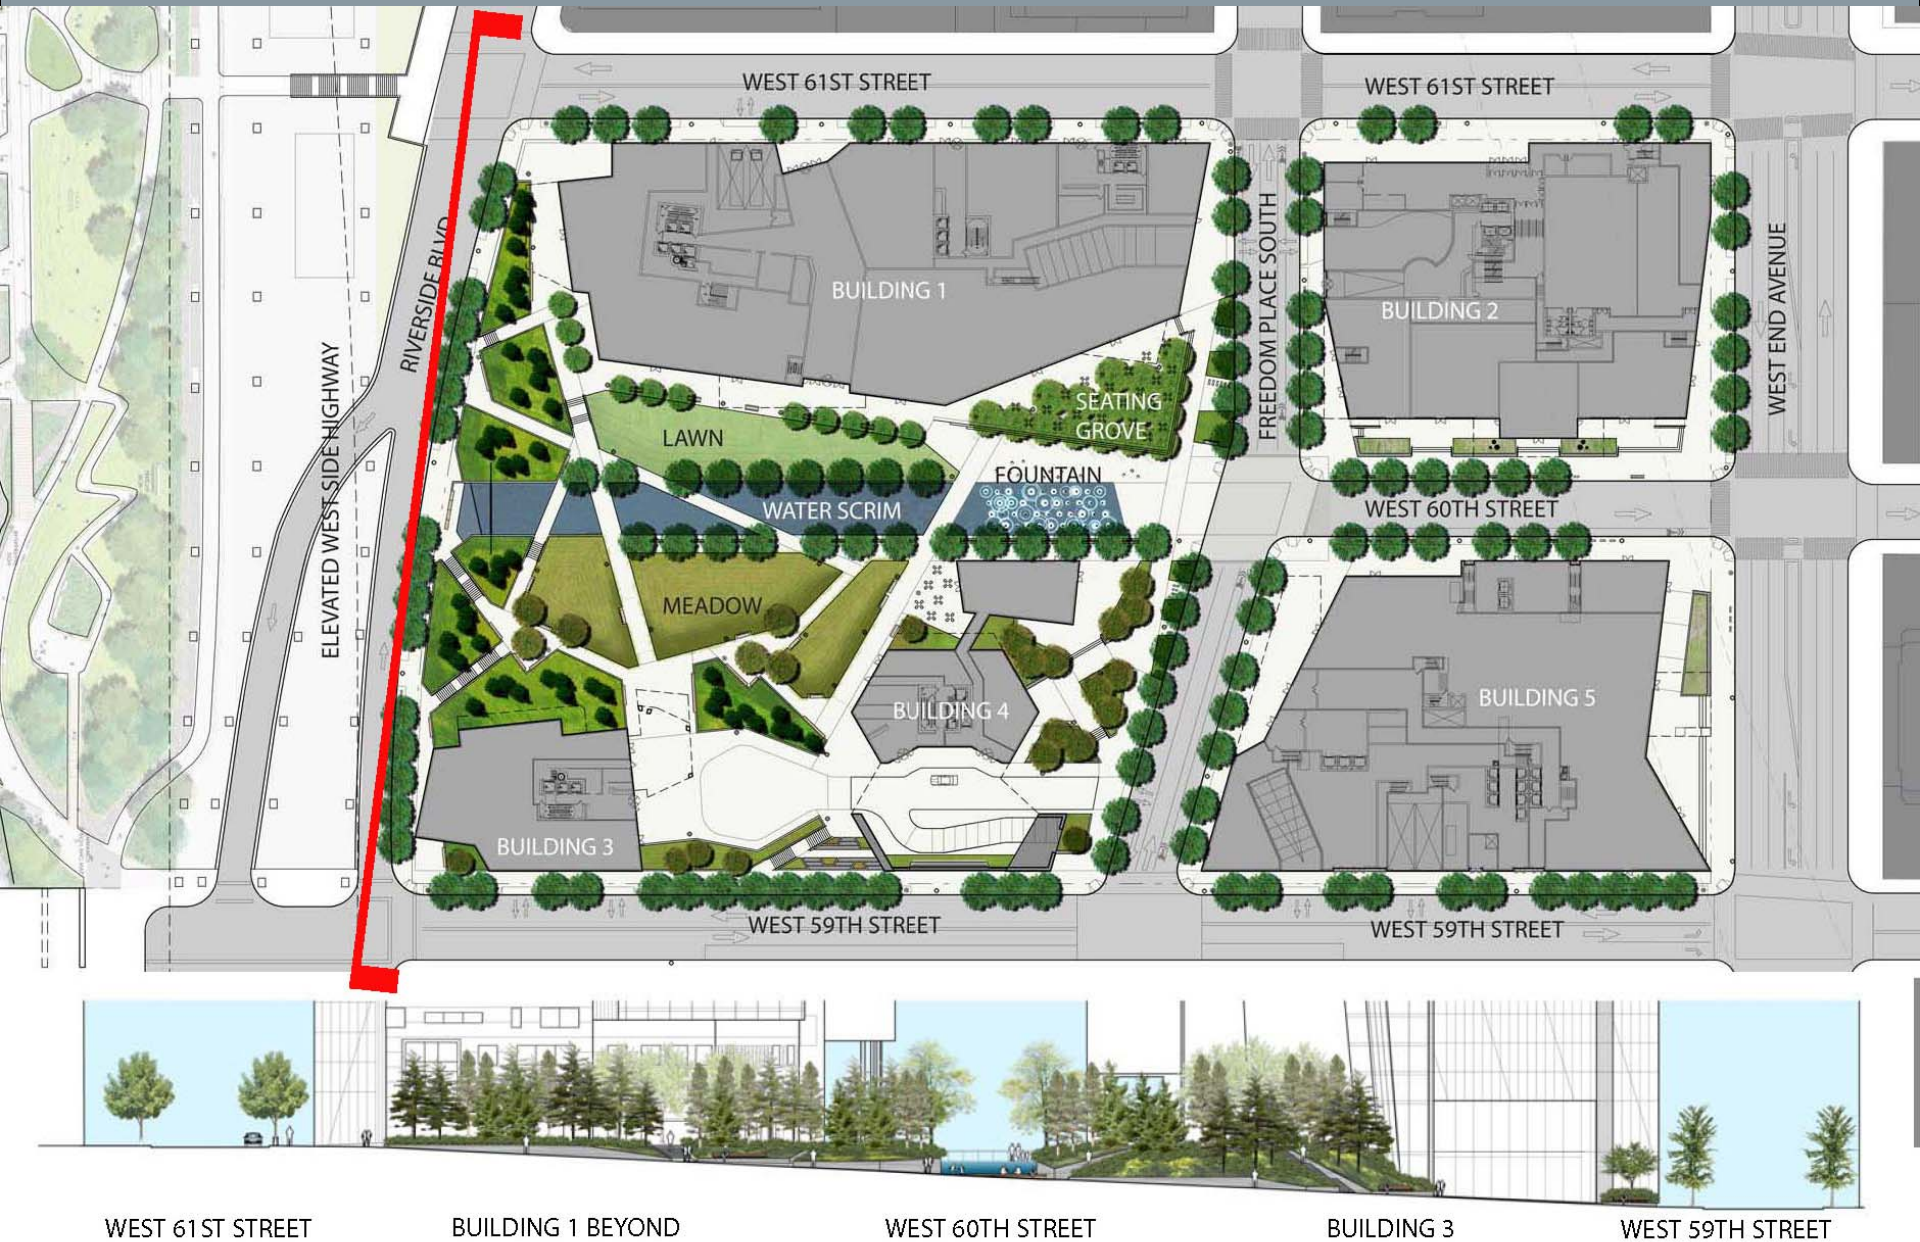 WEST 61ST STREET
WEST 61ST STREET
RIVERSIDE BLVD
ELEVATED WEST SIDE HIGHWAY
BUILDING 1
FREEDOM PLACE SOUTH
BUILDING 2
WEST END AVENUE
SEATING
GROVE
LAWN
FOUNTAIN
WATER SCRIM
WEST 60TH STREET
MEADOW
BUILDING 4
BUILDING 5
BUILDING 3
WEST 59TH STREET
WEST 59TH STREET
WEST 61ST STREET
BUILDING 1 BEYOND
WEST 60TH STREET
BUILDING 3
WEST 59TH STREET